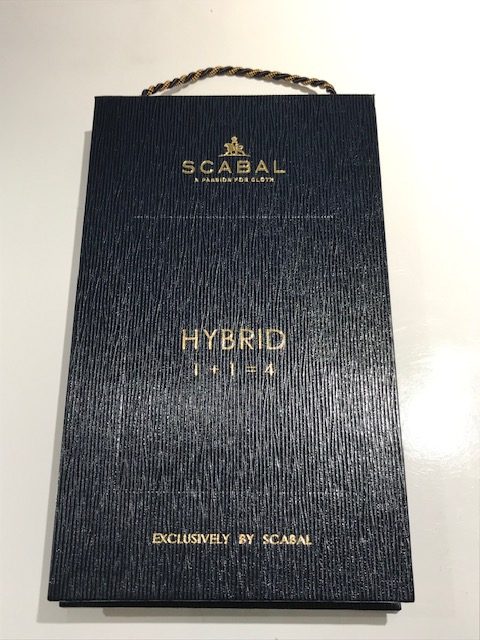 SCABAL
A PASSION FOR CLOTH
HYBRID
1 + 1 = 4
EXCLUSIVELY BY SCABAL